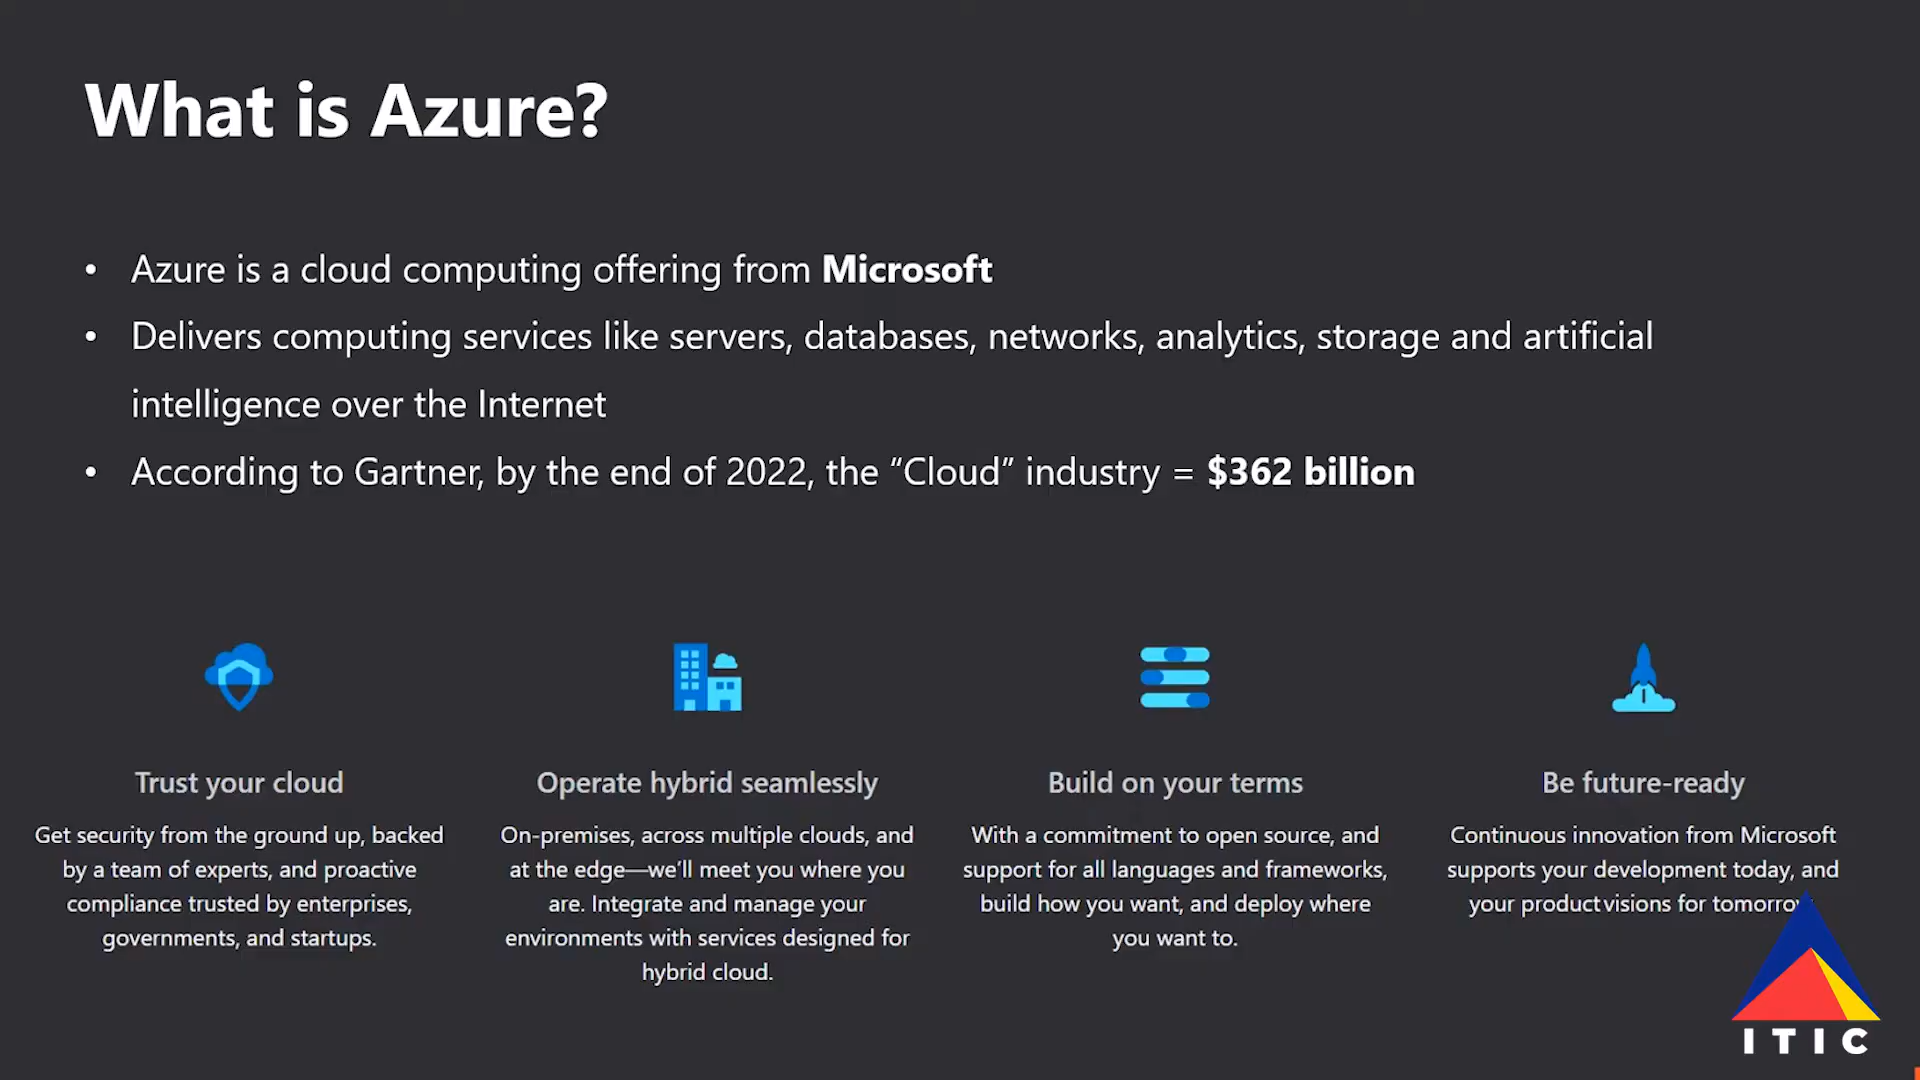 What is Azure?
• Azure is a cloud computing offering from Microsoft
• Delivers computing services like servers, databases, networks, analytics, storage and artificial
intelligence over the Internet
• According to Gartner, by the end of 2022, the “Cloud” industry = $362 billion
Trust your cloud
Get security from the ground up, backed
by a team of experts, and proactive
compliance trusted by enterprises,
governments, and startups.
Operate hybrid seamlessly
On-premises, across multiple clouds, and
at the edge—we’ll meet you where you
are. Integrate and manage your
environments with services designed for
hybrid cloud.
Build on your terms
With a commitment to open source, and
support for all languages and frameworks,
build how you want, and deploy where
you want to.
Be future-ready
Continuous innovation from Microsoft
supports your development today, and
your product visions for tomorrow
ITIC